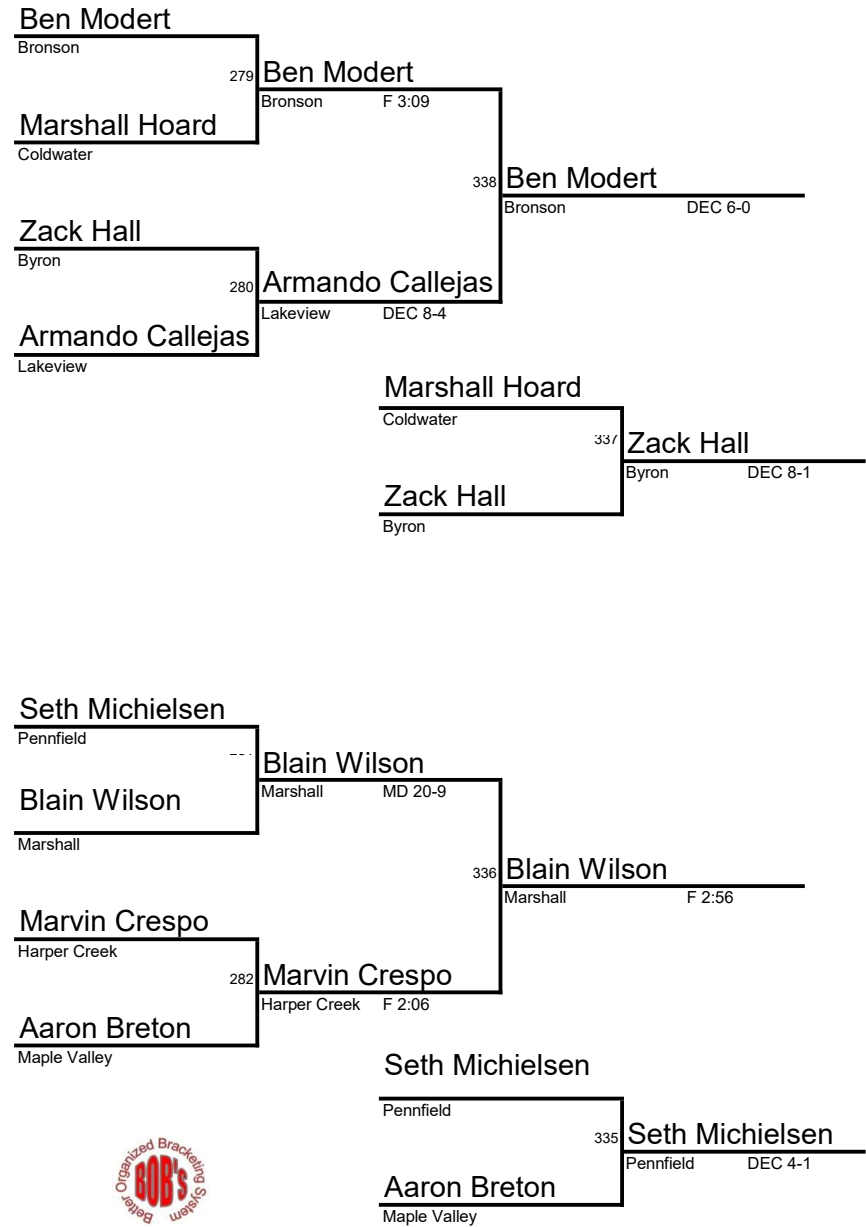 Ben Modert
Bronson
279 Ben Modert
Bronson F 3:09
Marshall Hoard
Coldwater
338 Ben Modert
Bronson DEC 6-0
Zack Hall
Byron
280 Armando Callejas
Lakeview DEC 8-4
Armando Callejas
Lakeview
Marshall Hoard
Coldwater
337 Zack Hall
Byron DEC 8-1
Zack Hall
Byron
Seth Michielsen
Pennfield
Blain Wilson
Marshall MD 20-9
Blain Wilson
Marshall
336 Blain Wilson
Marshall F 2:56
Marvin Crespo
Harper Creek
282 Marvin Crespo
Harper Creek F 2:06
Aaron Breton
Maple Valley
Seth Michielsen
Pennfield
335 Seth Michielsen
Pennfield DEC 4-1
Aaron Breton
Maple Valley
Better Organized Bracketing System
BOB'S